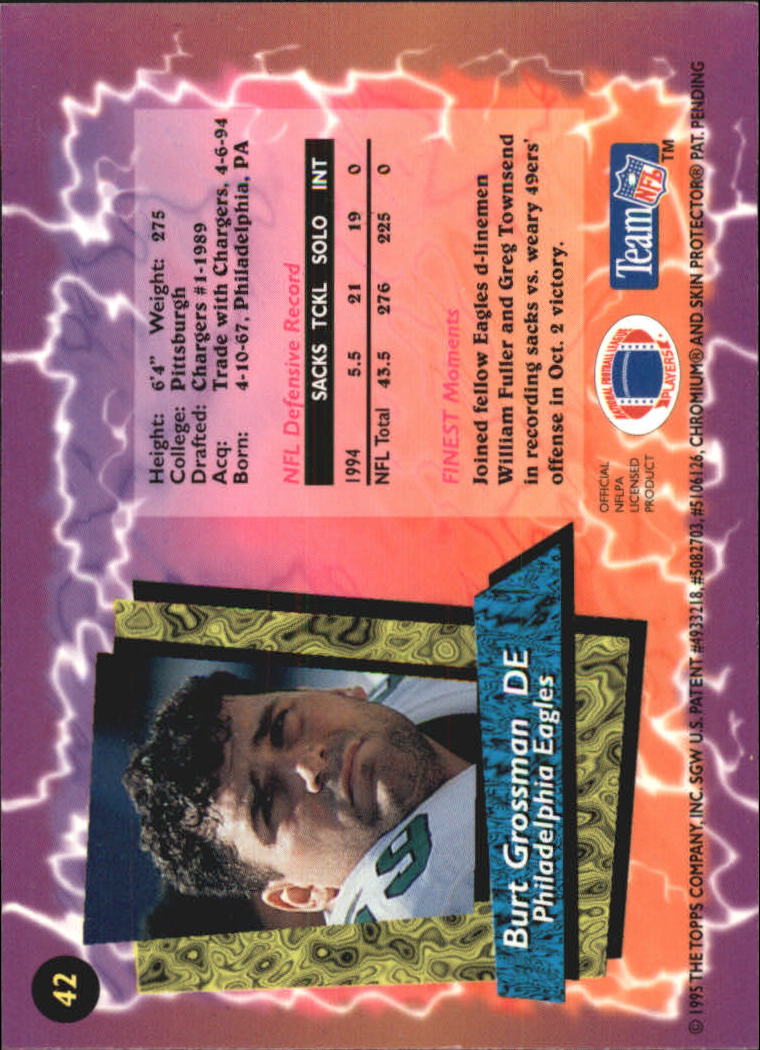 42
Burt Grossman DE
Philadelphia Eagles
9
Height: 6'4" Weight: 275
College: Pittsburgh
Drafted: Chargers #1-1989
Acq: Trade with Chargers, 4-6-94
Born: 4-10-67, Philadelphia, PA
NFL Defensive Record
SACKS TCKL SOLO INT
1994 5.5 21 19 0
NFL Total 43.5 276 225 0
FINEST Moments
Joined fellow Eagles d-linemen
William Fuller and Greg Townsend
in recording sacks vs. weary 49ers'
offense in Oct. 2 victory.
OFFICIAL
NFLPA
LICENSED
PRODUCT
NATIONAL FOOTBALL LEAGUE
PLAYERS
Team NFL TM
© 1995 THE TOPPS COMPANY, INC. SGW U.S. PATENT #4933218, #5082703, #5106126, CHROMIUM® AND SKIN PROTECTOR® PAT. PENDING